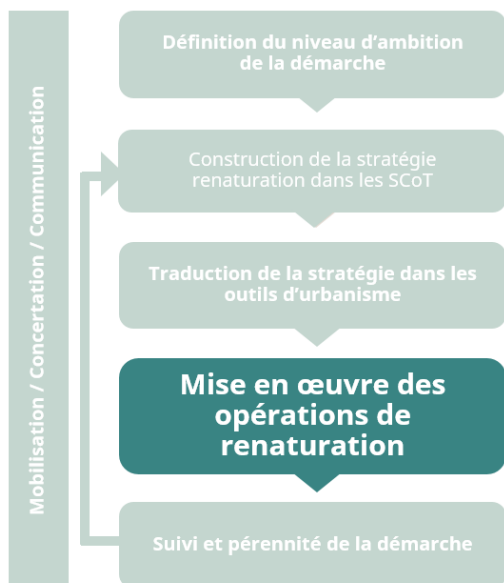 Mobilisation / Concertation / Communication
Définition du niveau d’ambition
de la démarche
Construction de la stratégie
renaturation dans les SCoT
Traduction de la stratégie dans les
outils d’urbanisme
Mise en œuvre des
opérations de
renaturation
Suivi et pérennité de la démarche